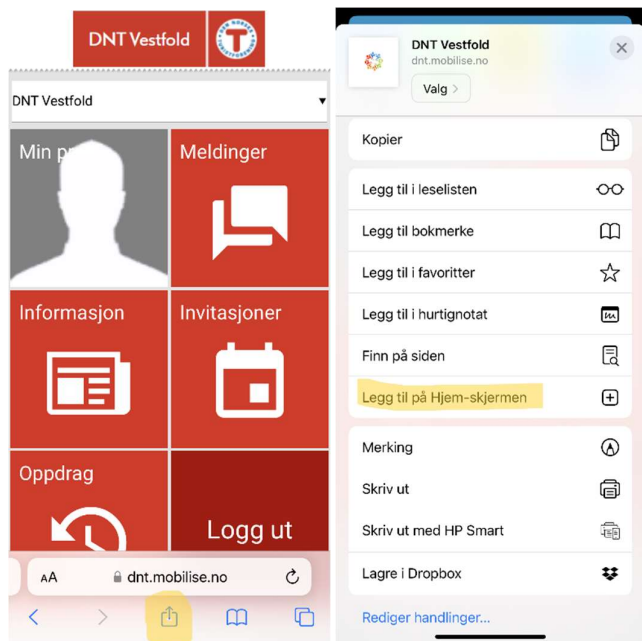 DNT Vestfold
DNT Vestfold
Min p
Meldinger
Informasjon
Invitasjoner
Oppdrag
Logg ut
AA
dnt.mobilise.no
DNT Vestfold
dnt.mobilise.no
Valg
Kopier
Legg til i leselisten
Legg til bokmerke
Legg til i favoritter
Legg til i hurtignotat
Finn på siden
Legg til på Hjem-skjermen
Merking
Skriv ut
Skriv ut med HP Smart
Lagre i Dropbox
Rediger handlinger...